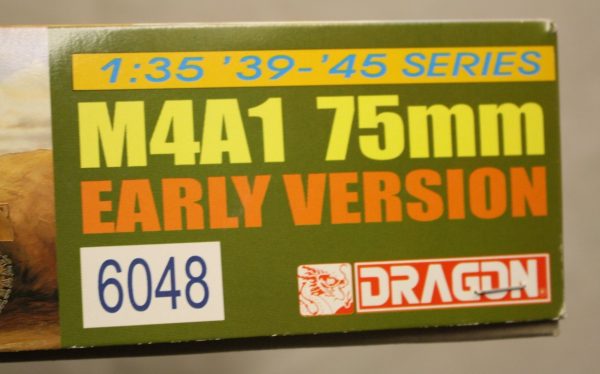 1:35 '39-'45 SERIES
M4A1 75mm
EARLY VERSION
6048
DRAGON